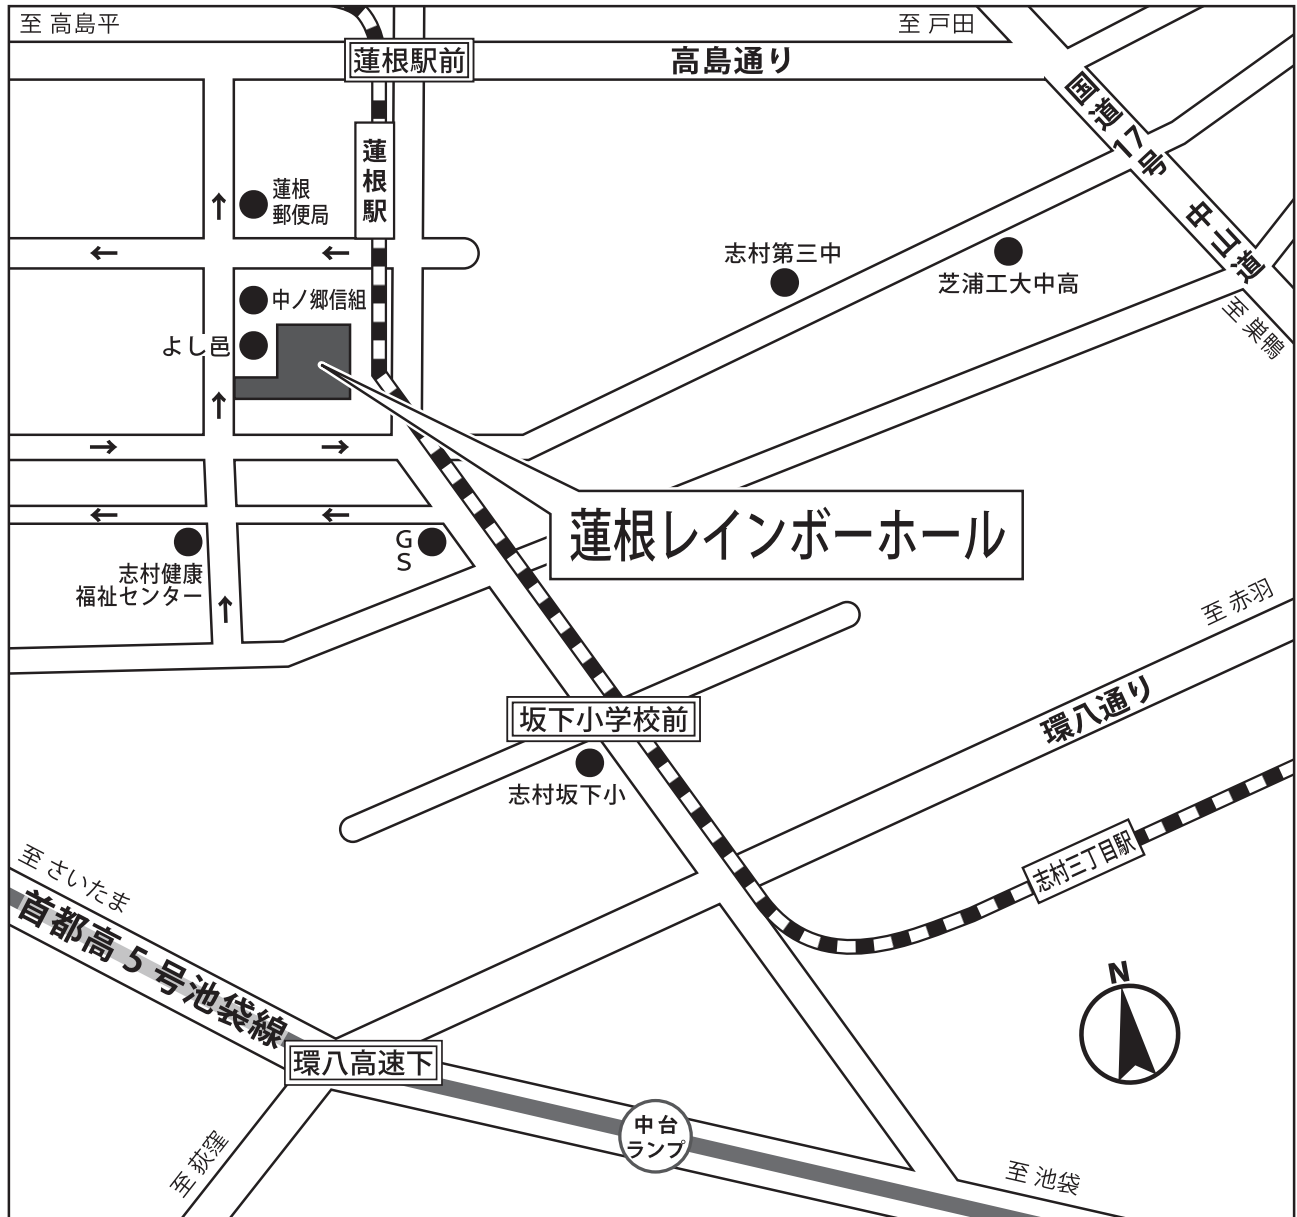 至 高島平
至 戸田
蓮根駅前
高島通り
国道17号 中山道
蓮根駅
蓮根
郵便局
志村第三中
芝浦工大中高
中ノ郷信組
よし邑
至 巣鴨
蓮根レインボーホール
G
S
志村健康
福祉センター
至 赤羽
環八通り
坂下小学校前
志村坂下小
志村三丁目駅
至 さいたま
首都高5号池袋線
N
環八高速下
中台
ランプ
至 荻窪
至 池袋